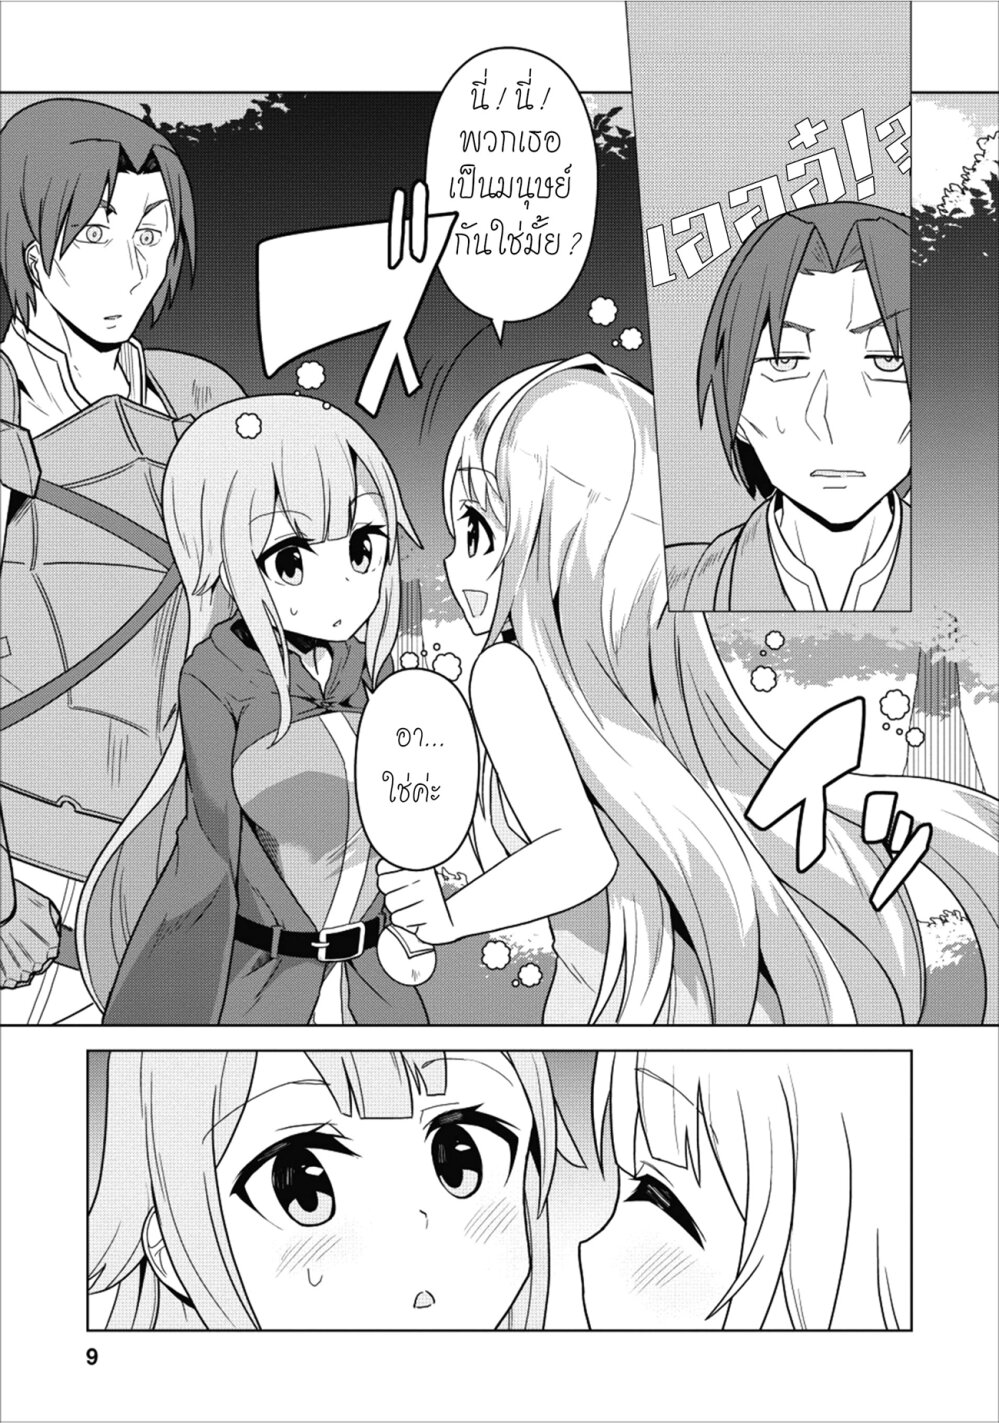 เอออ๋!?
นี่! นี่!
พวกเธอ
เป็นมนุษย์
กันใช่มั้ย?
อา...
ใช่ค่ะ
9